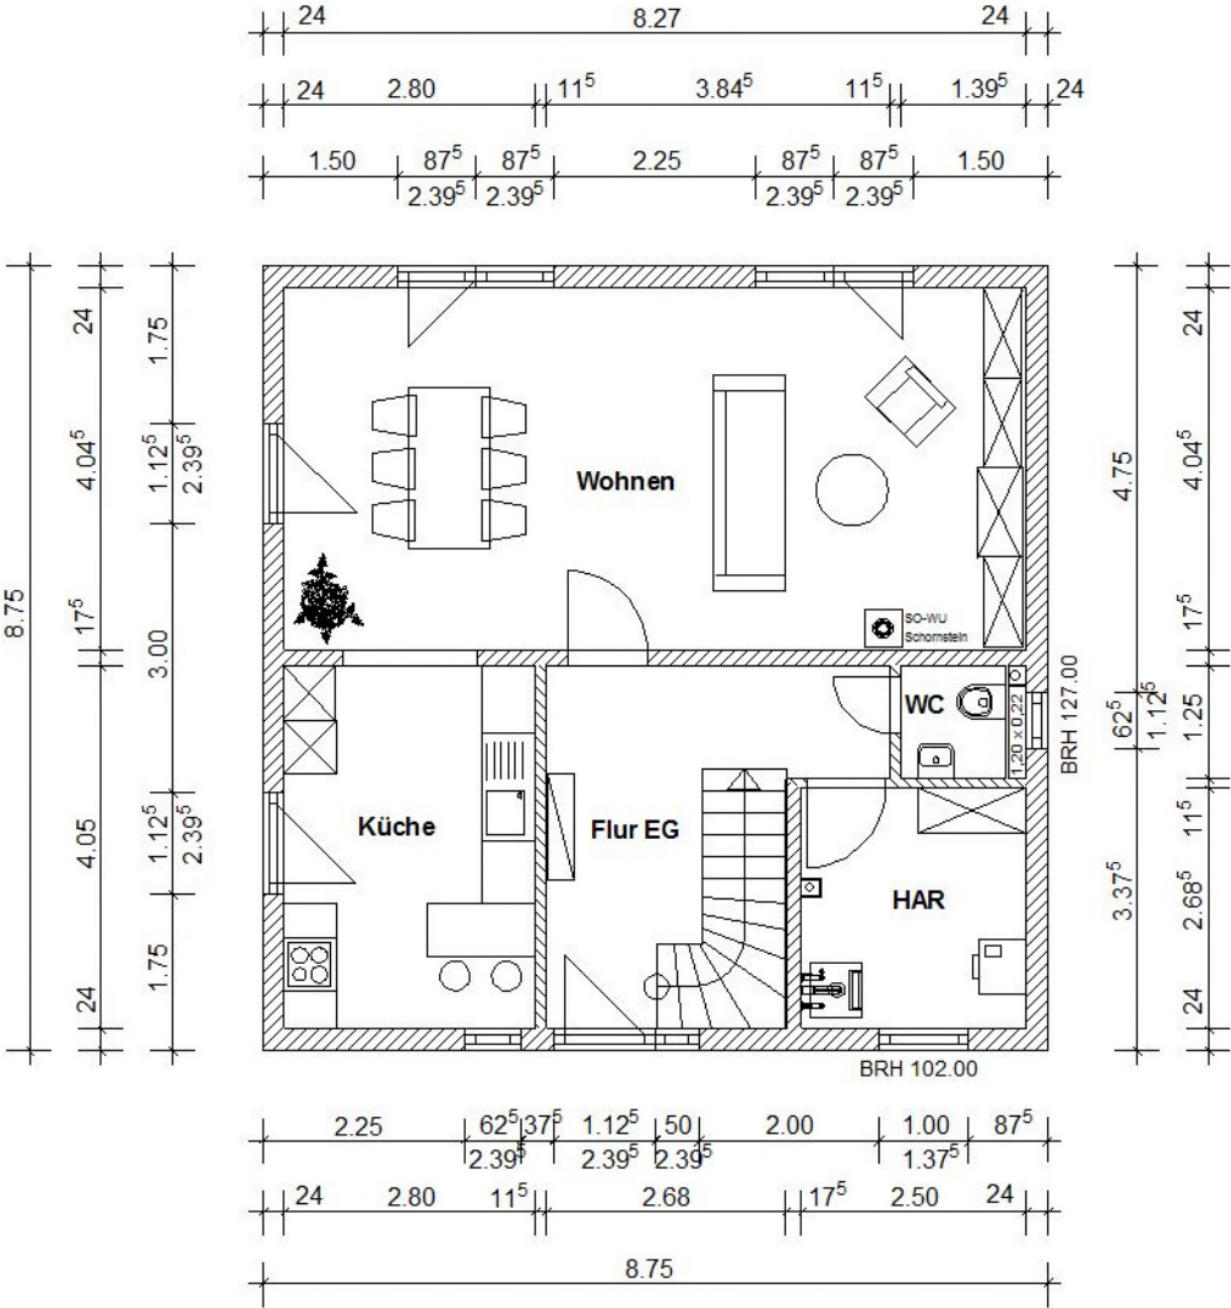 24 8.27 24
24 2.80 11⁵ 3.84⁵ 11⁵ 1.39⁵ 24
1.50 87⁵ 87⁵ 2.25 87⁵ 87⁵ 1.50
2.39⁵ 2.39⁵ 2.39⁵ 2.39⁵
8.75
24 4.04⁵ 17⁵ 4.05 24
1.75 1.12⁵ 3.00 1.12⁵ 1.75
2.39⁵ 2.39⁵
Wohnen
SO-WU
Schornstein
WC
1,20 x 0,22
Küche
Flur EG
HAR
BRH 127.00
BRH 102.00
4.75 62⁵ 3.37⁵
1.12⁵
24 4.04⁵ 17⁵ 1.25 11⁵ 2.68⁵ 24
2.25 62⁵ 37⁵ 1.12⁵ 50 2.00 1.00 87⁵
2.39⁵ 2.39⁵ 2.39⁵ 1.37⁵
24 2.80 11⁵ 2.68 17⁵ 2.50 24
8.75